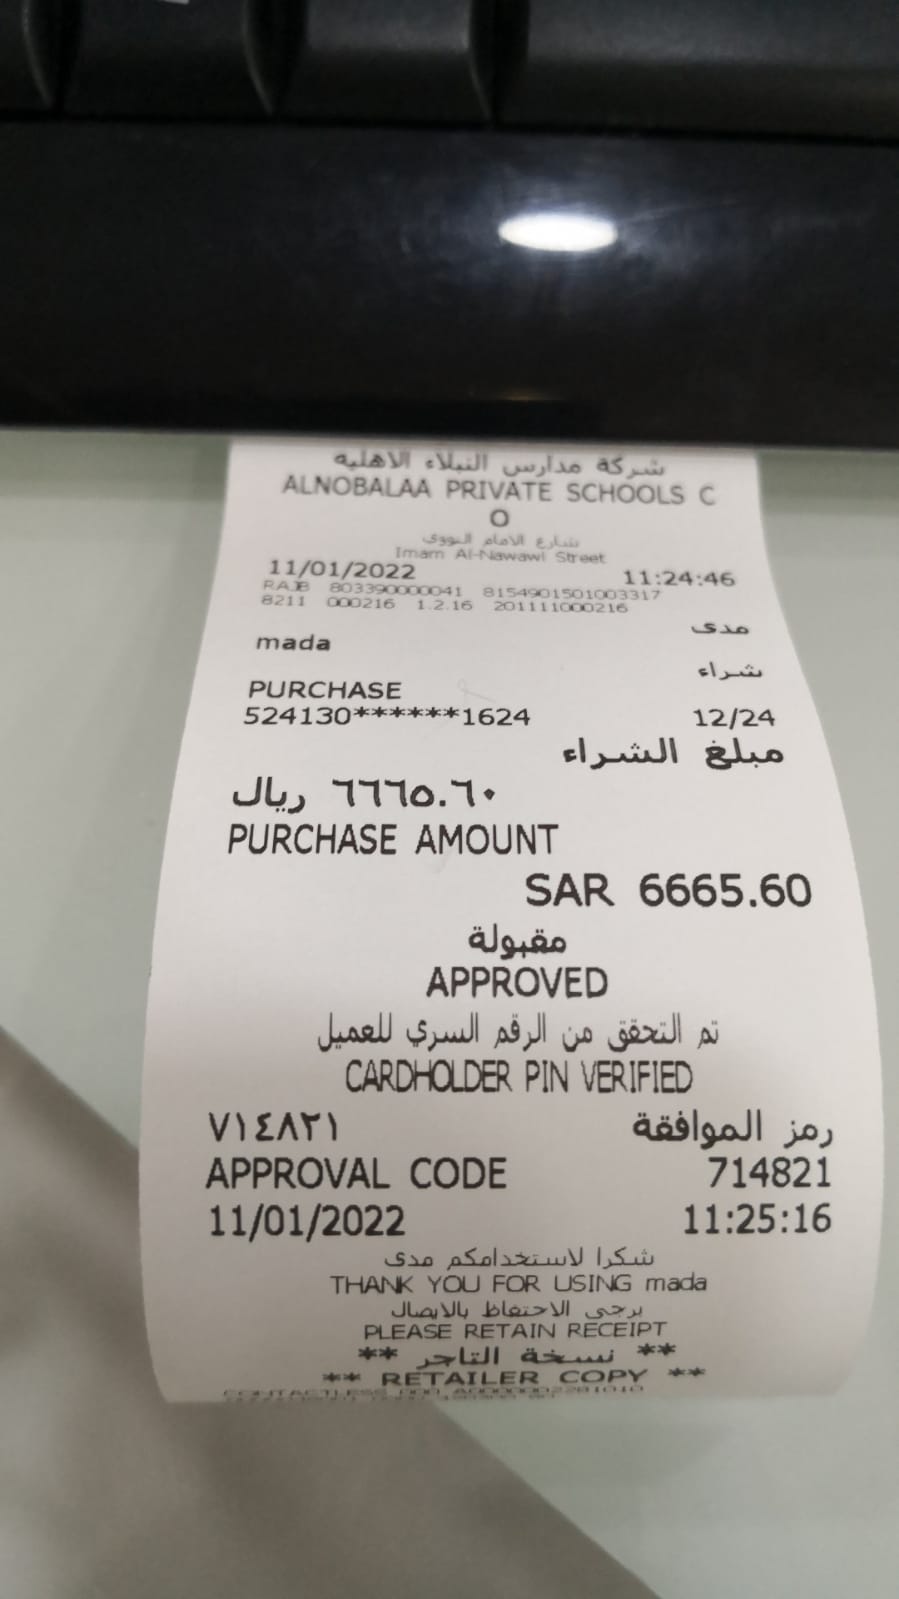 شركة مدارس النبلاء الاهلية
ALNOBALAA PRIVATE SCHOOLS C
O
شارع الامام النووي
Imam Al-Nawawi Street
11/01/2022 11:24:46
RAJB 803390000041 8154901501003317
8211 000216 1.2.16 201111000216
مدى
mada
شراء
PURCHASE
524130******1624 12/24
مبلغ الشراء
٦٦٦٥.٦٠ ريال
PURCHASE AMOUNT
SAR 6665.60
مقبولة
APPROVED
تم التحقق من الرقم السري للعميل
CARDHOLDER PIN VERIFIED
رمز الموافقة ٧١٤٨٢١
APPROVAL CODE 714821
11/01/2022 11:25:16
شكرا لاستخدامكم مدى
THANK YOU FOR USING mada
يرجى الاحتفاظ بالايصال
PLEASE RETAIN RECEIPT
** نسخة التاجر **
** RETAILER COPY **
CONTACTLESS 000